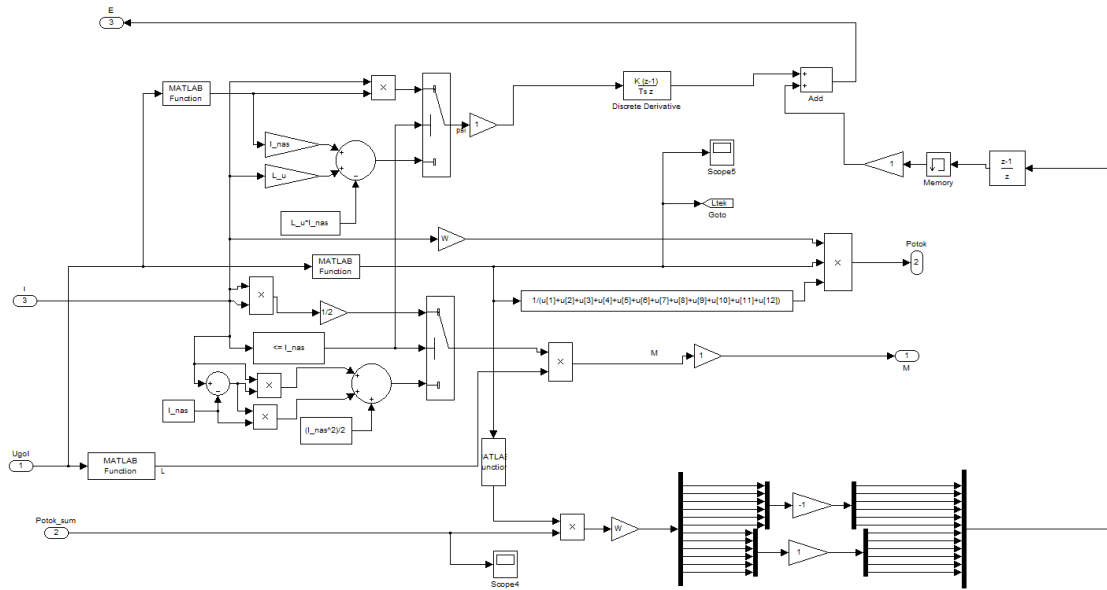 E
3
MATLAB
Function
×
I_nas
+
+
-
L_u
L_u*I_nas
psi
1
K (z-1)
Ts z
Discrete Derivative
+
+
Add
1
Memory
z-1
z
Scope5
Ltek
Goto
W
×
Potok
2
MATLAB
Function
1/(u[1]+u[2]+u[3]+u[4]+u[5]+u[6]+u[7]+u[8]+u[9]+u[10]+u[11]+u[12])
I
3
×
1/2
<= I_nas
×
M
1
1
M
+
-
×
×
+
+
+
I_nas
(I_nas^2)/2
Ugol
1
MATLAB
Function
L
ATLA
unction
Potok_sum
2
Scope4
×
W
-1
1